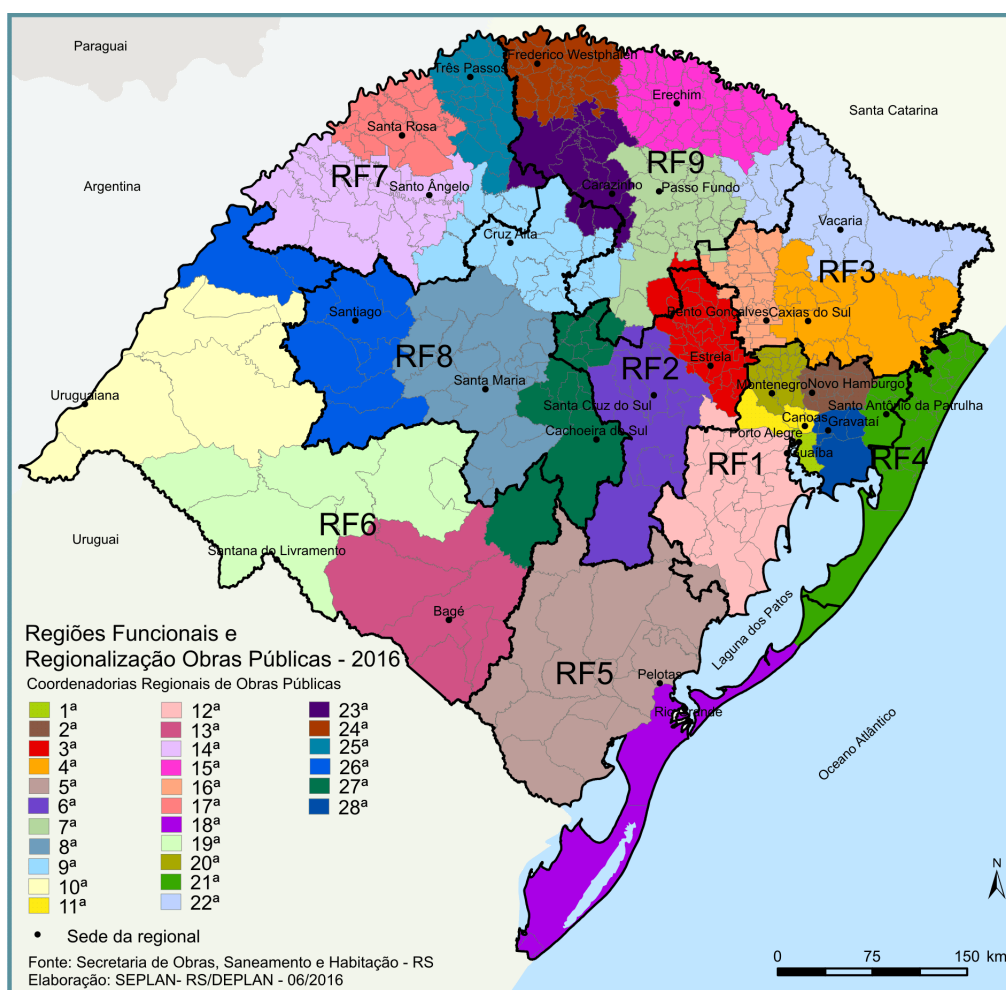 Paraguai
Frederico Westphalen
Três Passos
Erechim
Santa Catarina
Santa Rosa
RF9
RF7
Argentina
Santo Ângelo
Carazinho
Passo Fundo
Vacaria
Cruz Alta
RF3
Santiago
Bento Gonçalves
Caxias do Sul
RF8
Estrela
RF2
Santa Maria
Montenegro
Novo Hamburgo
Uruguaiana
Santa Cruz do Sul
Santo Antônio da Patrulha
Canoas
Gravataí
Cachoeira do Sul
Porto Alegre
Guaíba
RF1
RF4
RF6
Uruguai
Santana do Livramento
Bagé
Laguna dos Patos
RF5
Pelotas
Rio Grande
Oceano Atlântico
Regiões Funcionais e
Regionalização Obras Públicas - 2016
Coordenadorias Regionais de Obras Públicas
1ª
2ª
3ª
4ª
5ª
6ª
7ª
8ª
9ª
10ª
11ª
12ª
13ª
14ª
15ª
16ª
17ª
18ª
19ª
20ª
21ª
22ª
23ª
24ª
25ª
26ª
27ª
28ª
Sede da regional
Fonte: Secretaria de Obras, Saneamento e Habitação - RS
Elaboração: SEPLAN- RS/DEPLAN - 06/2016
N
0 75 150 km